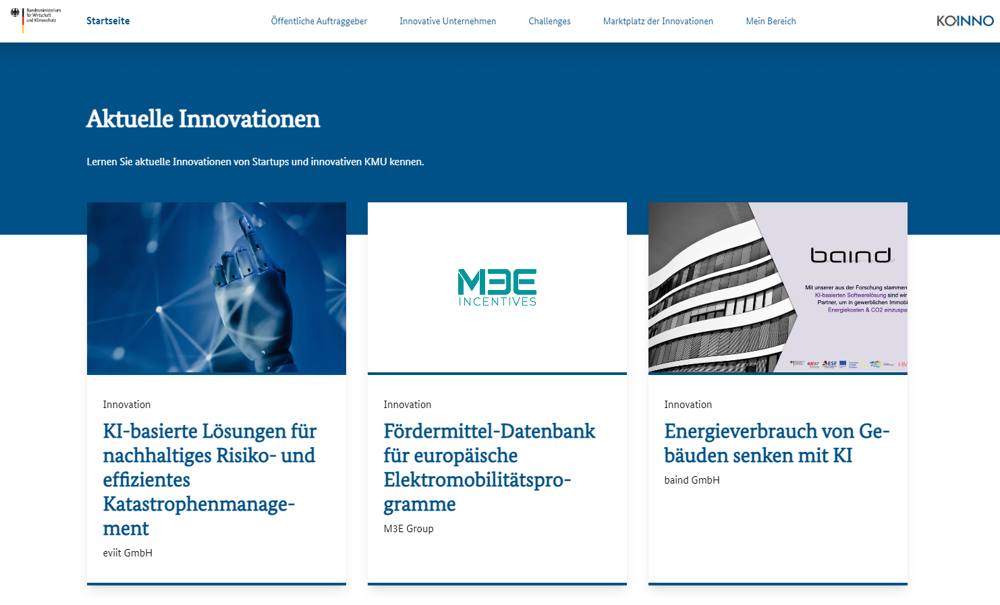 Bundesministerium
für Wirtschaft
und Klimaschutz
Startseite
Öffentliche Auftraggeber
Innovative Unternehmen
Challenges
Marktplatz der Innovationen
Mein Bereich
KOINNO
Aktuelle Innovationen
Lernen Sie aktuelle Innovationen von Startups und innovativen KMU kennen.
M3E
INCENTIVES
baind
Mit unserer aus der Forschung stammen
KI-basierten Softwarelösung sind wir
Partner, um in gewerblichen Immobi
Energiekosten & CO2 einzuspa
exist
ESF
HM
Innovation
KI-basierte Lösungen für
nachhaltiges Risiko- und
effizientes
Katastrophenmanage-
ment
eviit GmbH
Innovation
Fördermittel-Datenbank
für europäische
Elektromobilitätspro-
gramme
M3E Group
Innovation
Energieverbrauch von Ge-
bäuden senken mit KI
baind GmbH